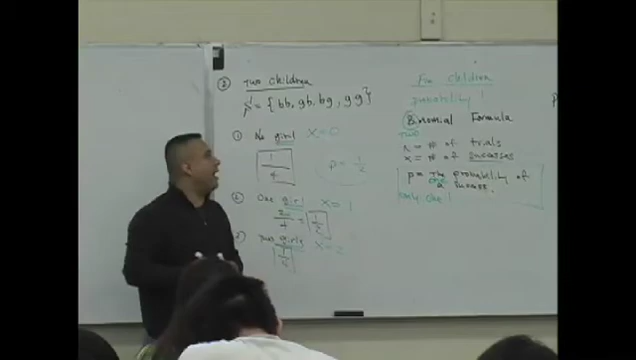 ② Two Children
= { bb, gb, bg, gg }
① No girl X = 0
1
4
P = 1/2
② One girl X = 1
2
4 = 1/2
Two girls X = 2
1
4
For Children
probability !
Binomial Formula
Two
n = # of trials
x = # of successes
p = The probability of
one
a success.
only one !